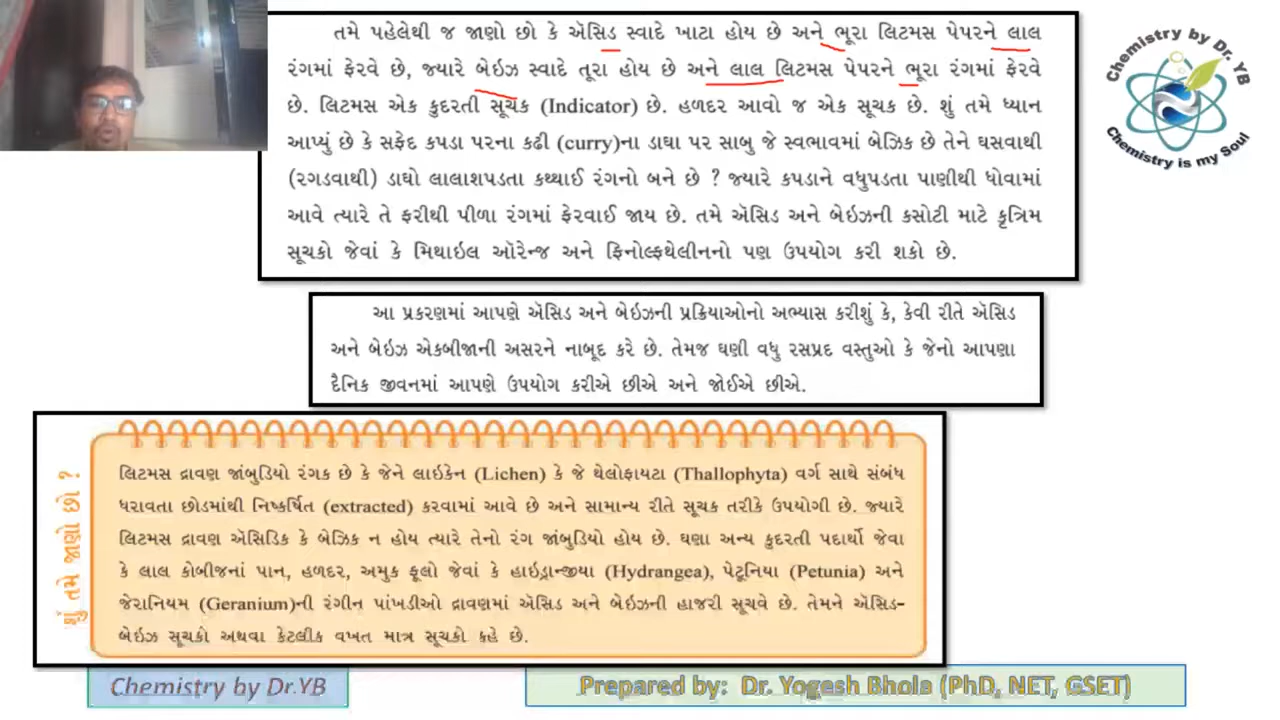 તમે પહેલેથી જ જાણો છો કે ઍસિડ સ્વાદે ખાટા હોય છે અને ભૂરા લિટમસ પેપરને લાલ
રંગમાં ફેરવે છે, જ્યારે બેઇઝ સ્વાદે તૂરા હોય છે અને લાલ લિટમસ પેપરને ભૂરા રંગમાં ફેરવે
છે. લિટમસ એક કુદરતી સૂચક (Indicator) છે. હળદર આવો જ એક સૂચક છે. શું તમે ધ્યાન
આપ્યું છે કે સફેદ કપડા પરના કઢી (curry)ના ડાઘા પર સાબુ જે સ્વભાવમાં બેઝિક છે તેને ઘસવાથી
(રગડવાથી) ડાઘો લાલાશપડતા કથ્થાઈ રંગનો બને છે ? જ્યારે કપડાને વધુપડતા પાણીથી ધોવામાં
આવે ત્યારે તે ફરીથી પીળા રંગમાં ફેરવાઈ જાય છે. તમે ઍસિડ અને બેઇઝની કસોટી માટે કૃત્રિમ
સૂચકો જેવાં કે મિથાઇલ ઑરેન્જ અને ફિનોલ્ફથેલીનનો પણ ઉપયોગ કરી શકો છે.
Chemistry by Dr. YB
Chemistry is my Soul
આ પ્રકરણમાં આપણે ઍસિડ અને બેઇઝની પ્રક્રિયાઓનો અભ્યાસ કરીશું કે, કેવી રીતે ઍસિડ
અને બેઇઝ એકબીજાની અસરને નાબૂદ કરે છે. તેમજ ઘણી વધુ રસપ્રદ વસ્તુઓ કે જેનો આપણા
દૈનિક જીવનમાં આપણે ઉપયોગ કરીએ છીએ અને જોઈએ છીએ.
શું તમે જાણો છો ?
લિટમસ દ્રાવણ જાંબુડિયો રંગક છે કે જેને લાઇકેન (Lichen) કે જે થેલોફાયટા (Thallophyta) વર્ગ સાથે સંબંધ
ધરાવતા છોડમાંથી નિષ્કર્ષિત (extracted) કરવામાં આવે છે અને સામાન્ય રીતે સૂચક તરીકે ઉપયોગી છે. જ્યારે
લિટમસ દ્રાવણ ઍસિડિક કે બેઝિક ન હોય ત્યારે તેનો રંગ જાંબુડિયો હોય છે. ઘણા અન્ય કુદરતી પદાર્થો જેવા
કે લાલ કોબીજનાં પાન, હળદર, અમુક ફૂલો જેવાં કે હાઇડ્રાન્જીયા (Hydrangea), પેટૂનિયા (Petunia) અને
જેરાનિયમ (Geranium)ની રંગીન પાંખડીઓ દ્રાવણમાં ઍસિડ અને બેઇઝની હાજરી સૂચવે છે. તેમને ઍસિડ-
બેઇઝ સૂચકો અથવા કેટલીક વખત માત્ર સૂચકો કહે છે.
Chemistry by Dr.YB
Prepared by: Dr. Yogesh Bhola (PhD, NET, GSET)